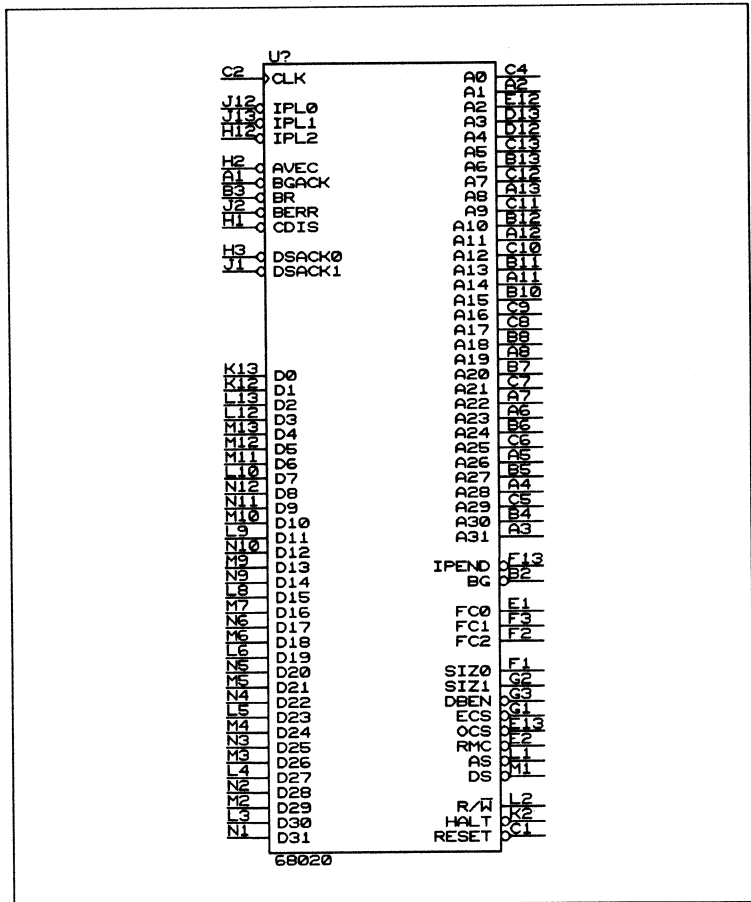 U?
C2 CLK
J12 IPL0
J13 IPL1
H12 IPL2
H2 AVEC
A1 BGACK
B3 BR
J2 BERR
H1 CDIS
H3 DSACK0
J1 DSACK1
K13 D0
K12 D1
L13 D2
L12 D3
M13 D4
M12 D5
M11 D6
L10 D7
N12 D8
N11 D9
M10 D10
L9 D11
N10 D12
M9 D13
N9 D14
L8 D15
M7 D16
N6 D17
M6 D18
L6 D19
N5 D20
M5 D21
N4 D22
L5 D23
M4 D24
N3 D25
M3 D26
L4 D27
N2 D28
M2 D29
L3 D30
N1 D31
A0 C4
A1 A2
A2 E12
A3 D13
A4 D12
A5 C13
A6 B13
A7 C12
A8 A13
A9 C11
A10 B12
A11 A12
A12 C10
A13 B11
A14 A11
A15 B10
A16 C9
A17 C8
A18 B8
A19 A8
A20 B7
A21 C7
A22 A7
A23 A6
A24 B6
A25 C6
A26 A5
A27 B5
A28 A4
A29 C5
A30 B4
A31 A3
IPEND F13
BG B2
FC0 E1
FC1 F3
FC2 F2
SIZ0 F1
SIZ1 G2
DBEN G3
ECS G1
OCS E13
RMC E2
AS L1
DS M1
R/W̅ L2
HALT K2
RESET C1
68020